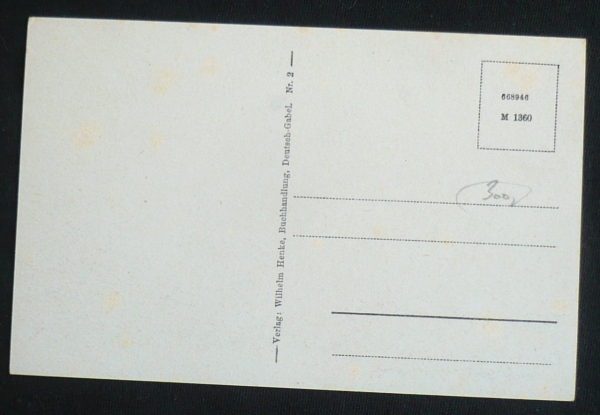 668946
M 1360
300,
Verlag: Wilhelm Henke, Buchhandlung, Deutsch-Gabel. Nr. 2